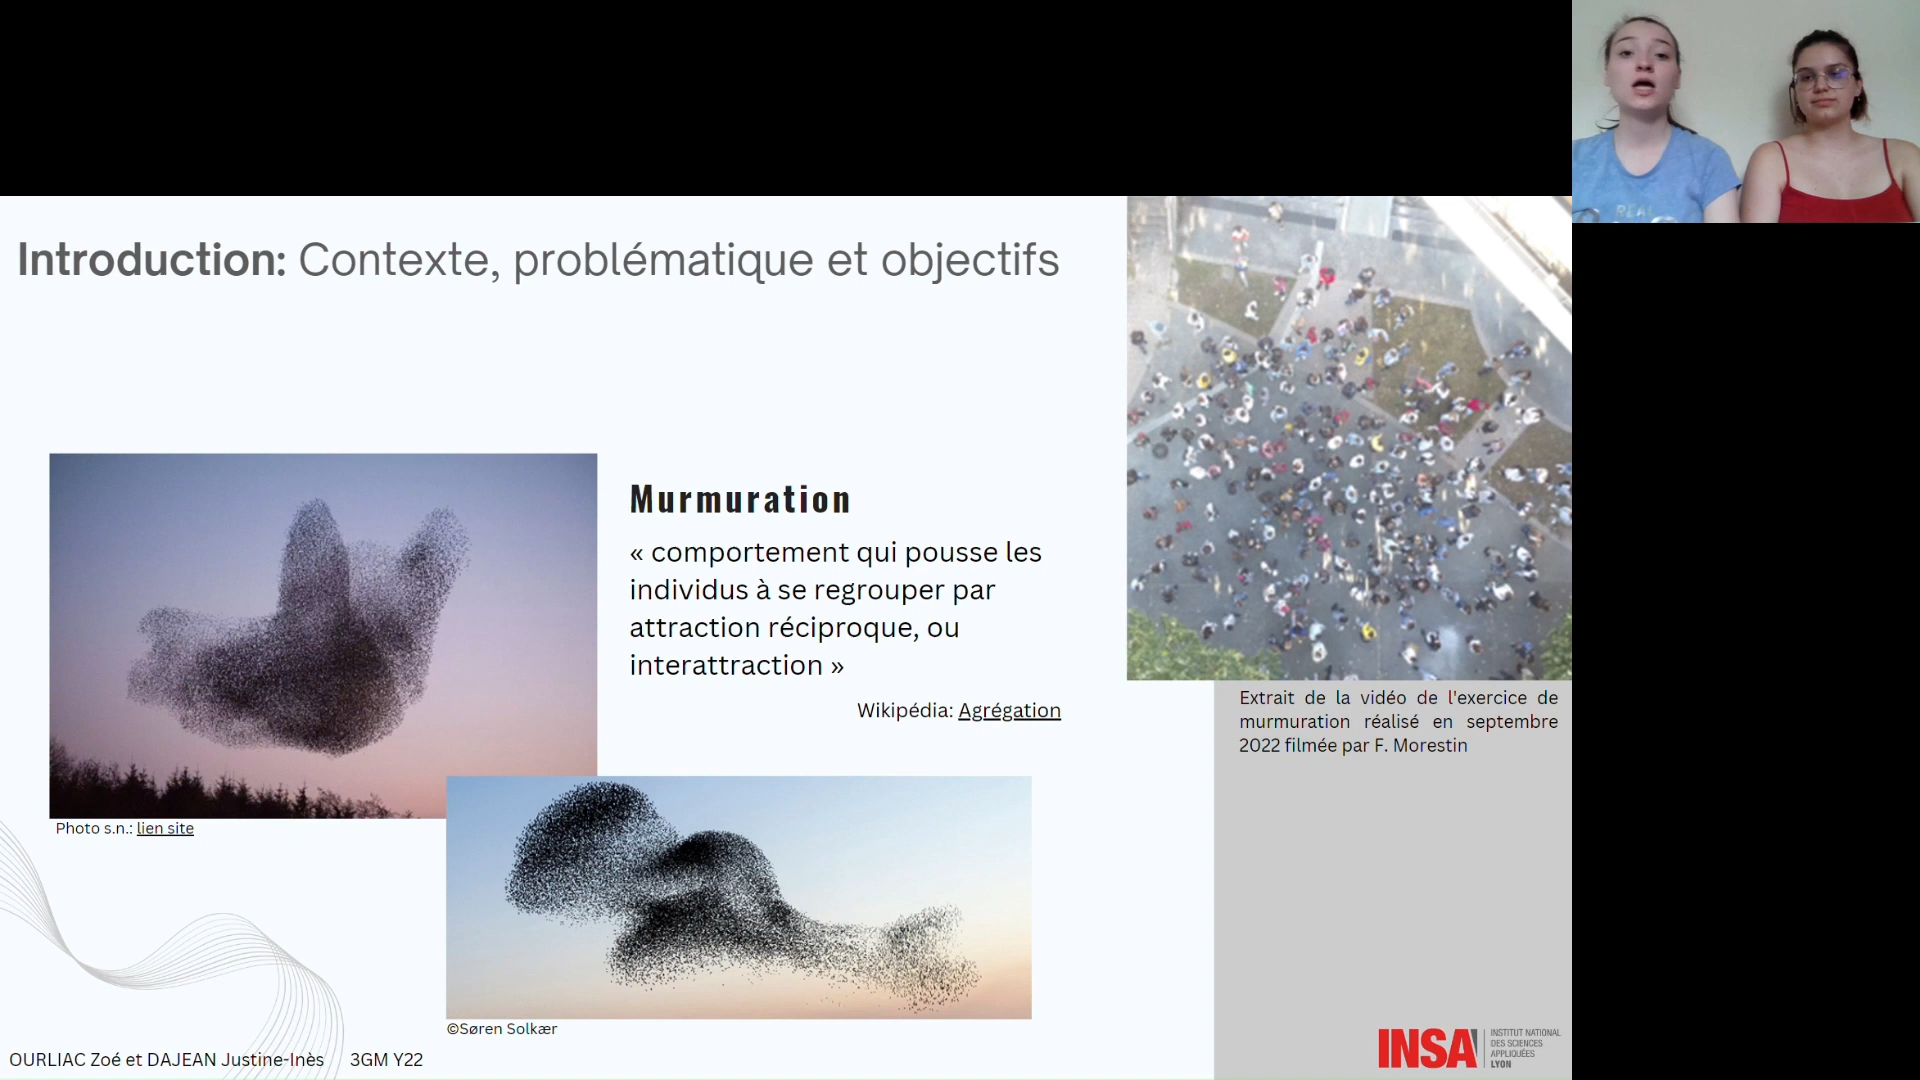 REAL
Introduction: Contexte, problématique et objectifs
Murmuration
« comportement qui pousse les
individus à se regrouper par
attraction réciproque, ou
interattraction »
Wikipédia: Agrégation
Extrait de la vidéo de l'exercice de
murmuration réalisé en septembre
2022 filmée par F. Morestin
Photo s.n.: lien site
©Søren Solkær
OURLIAC Zoé et DAJEAN Justine-Inès 3GM Y22
INSA
INSTITUT NATIONAL
DES SCIENCES
APPLIQUÉES
LYON